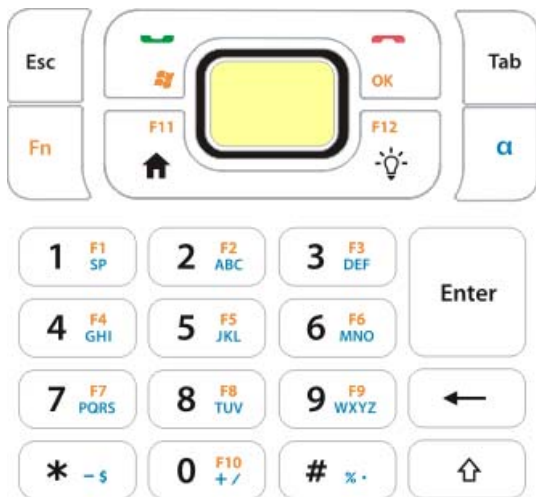 Esc
OK
Tab
Fn
F11
F12
α
1 F1 SP
2 F2 ABC
3 F3 DEF
Enter
4 F4 GHI
5 F5 JKL
6 F6 MNO
7 F7 PQRS
8 F8 TUV
9 F9 WXYZ
* – $
0 F10 + /
# % ·